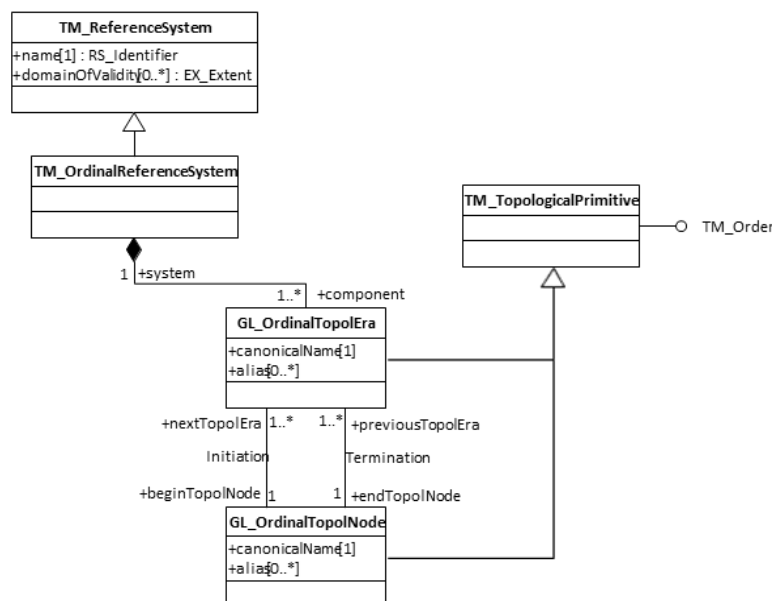 TM_ReferenceSystem
+name[1] : RS_Identifier
+domainOfValidity[0..*] : EX_Extent
TM_OrdinalReferenceSystem
TM_TopologicalPrimitive
TM_Order
1 +system
1..* +component
GL_OrdinalTopolEra
+canonicalName[1]
+alias[0..*]
+nextTopolEra 1..* 1..* +previousTopolEra
Initiation Termination
+beginTopolNode 1 1 +endTopolNode
GL_OrdinalTopolNode
+canonicalName[1]
+alias[0..*]